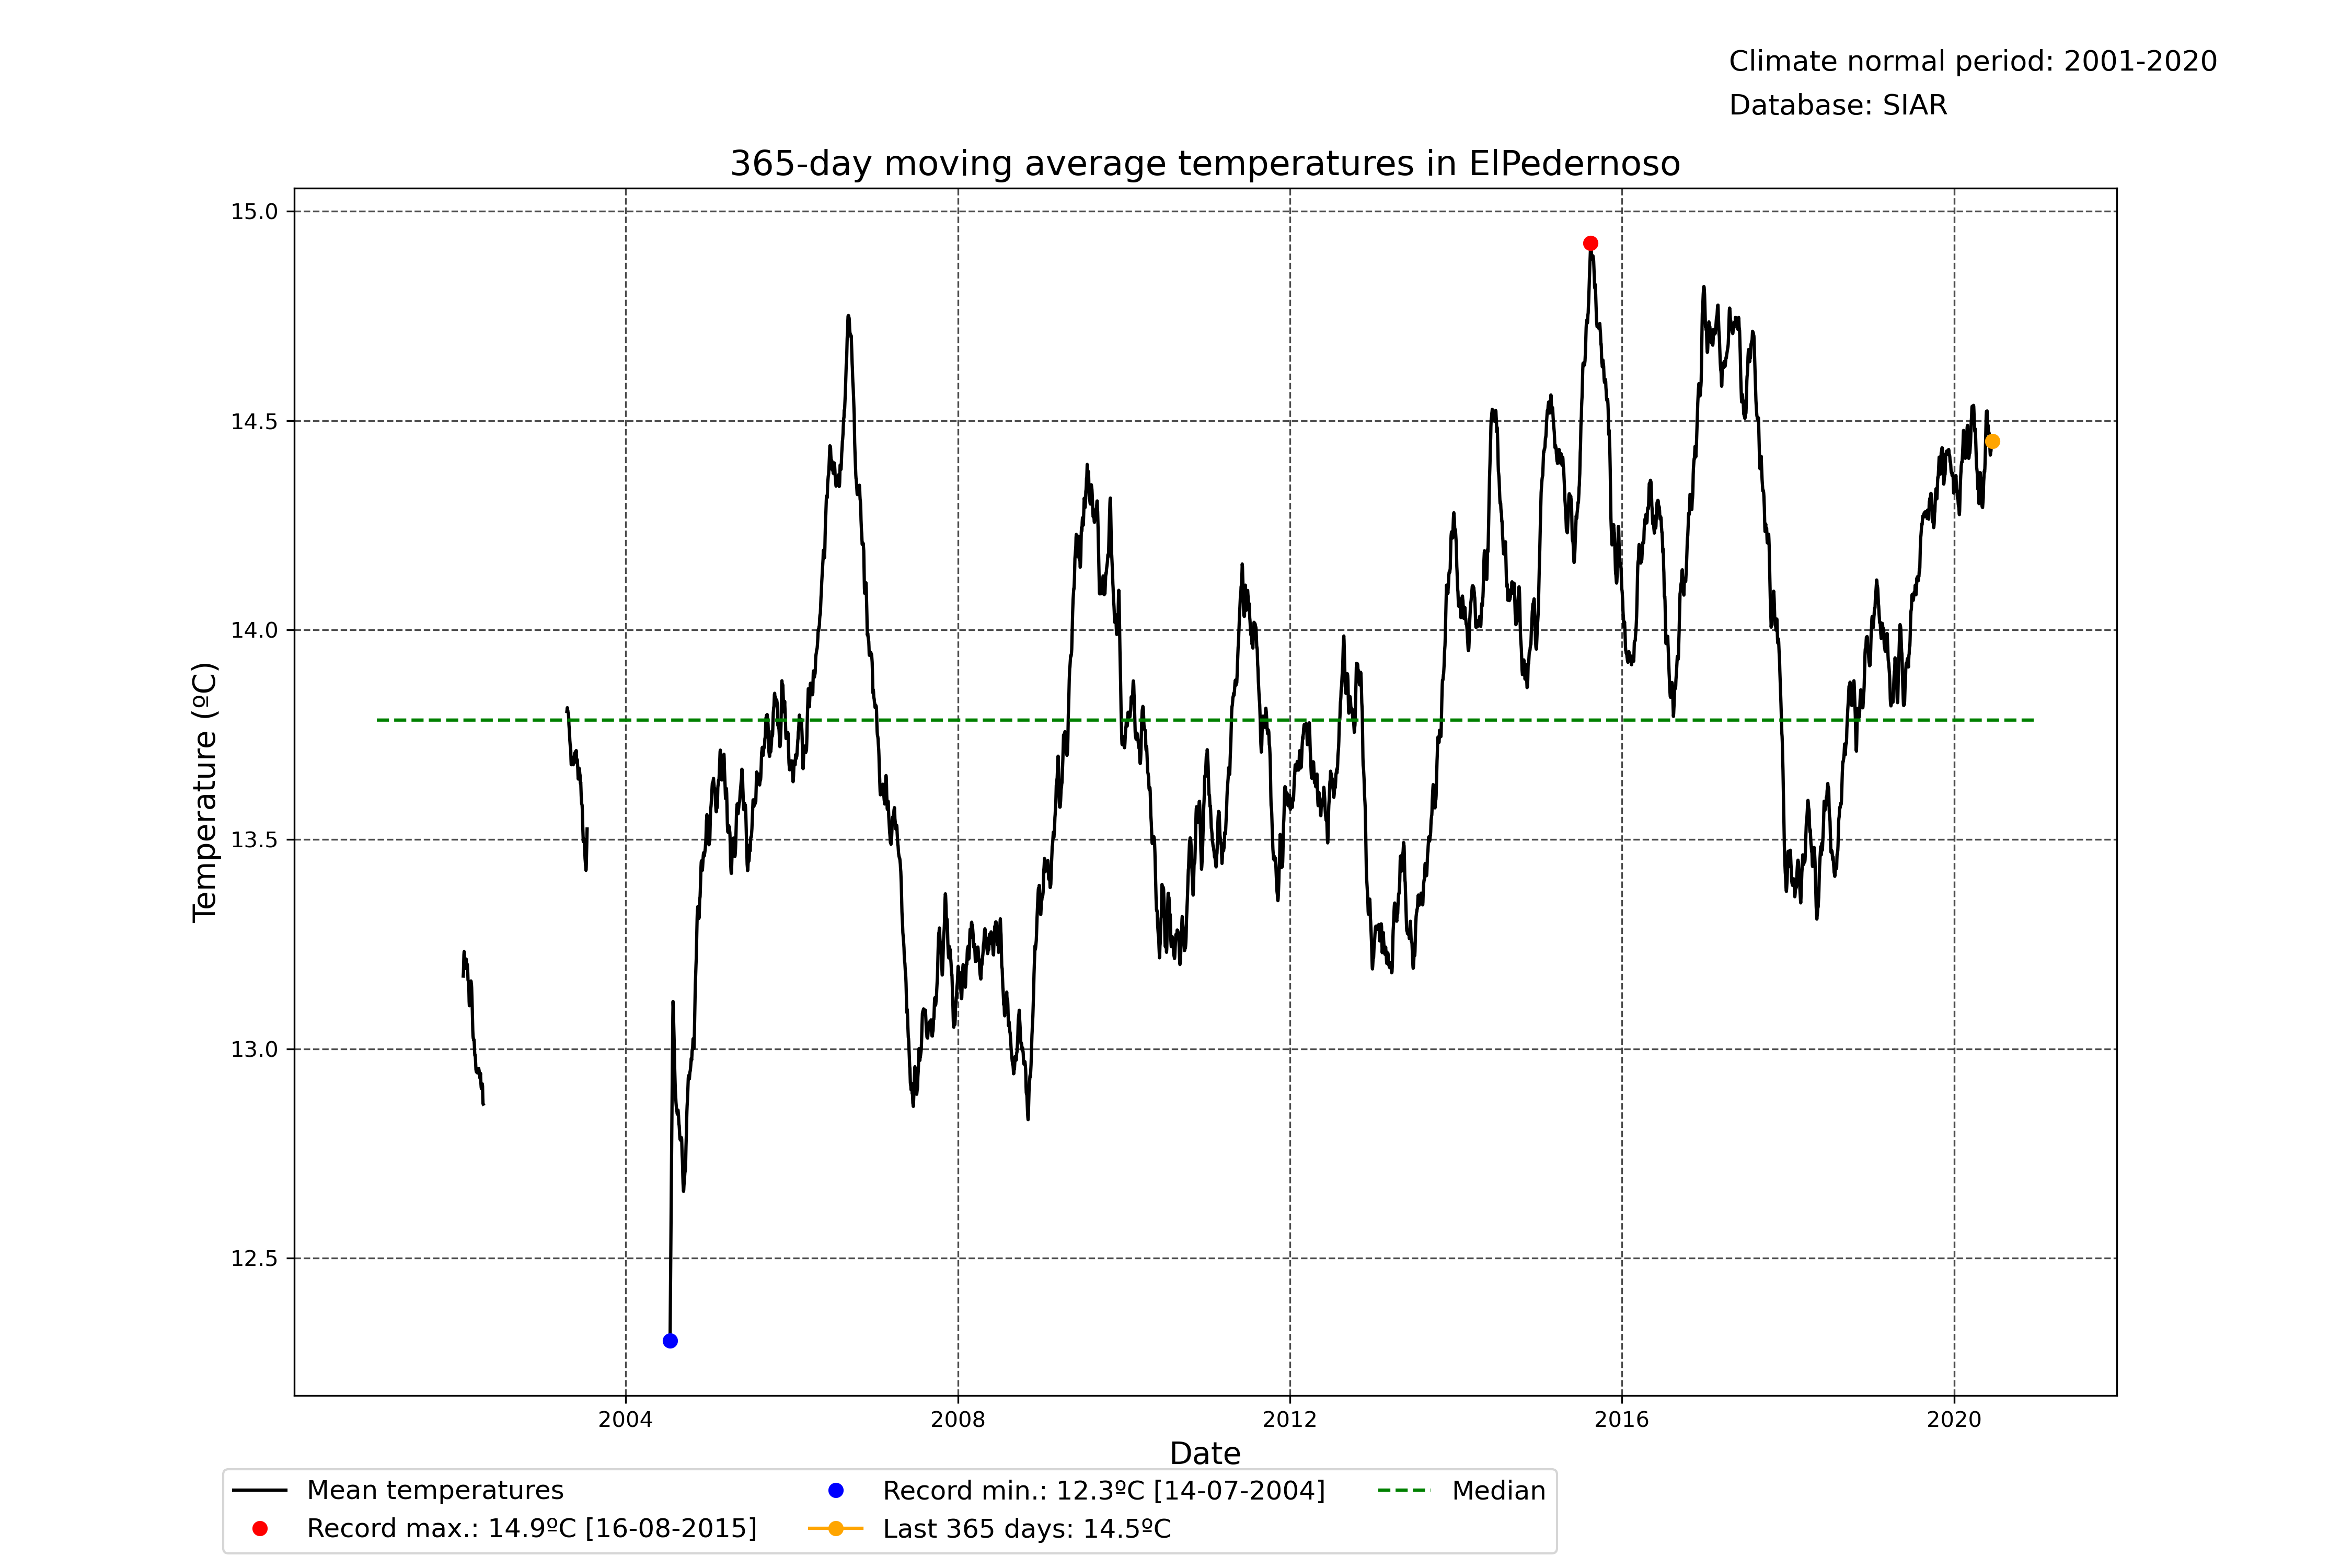 Climate normal period: 2001-2020
Database: SIAR
365-day moving average temperatures in ElPedernoso
15.0
14.5
14.0
13.5
13.0
12.5
Temperature (ºC)
2004 2008 2012 2016 2020
Date
Mean temperatures
Record max.: 14.9ºC [16-08-2015]
Record min.: 12.3ºC [14-07-2004]
Last 365 days: 14.5ºC
Median